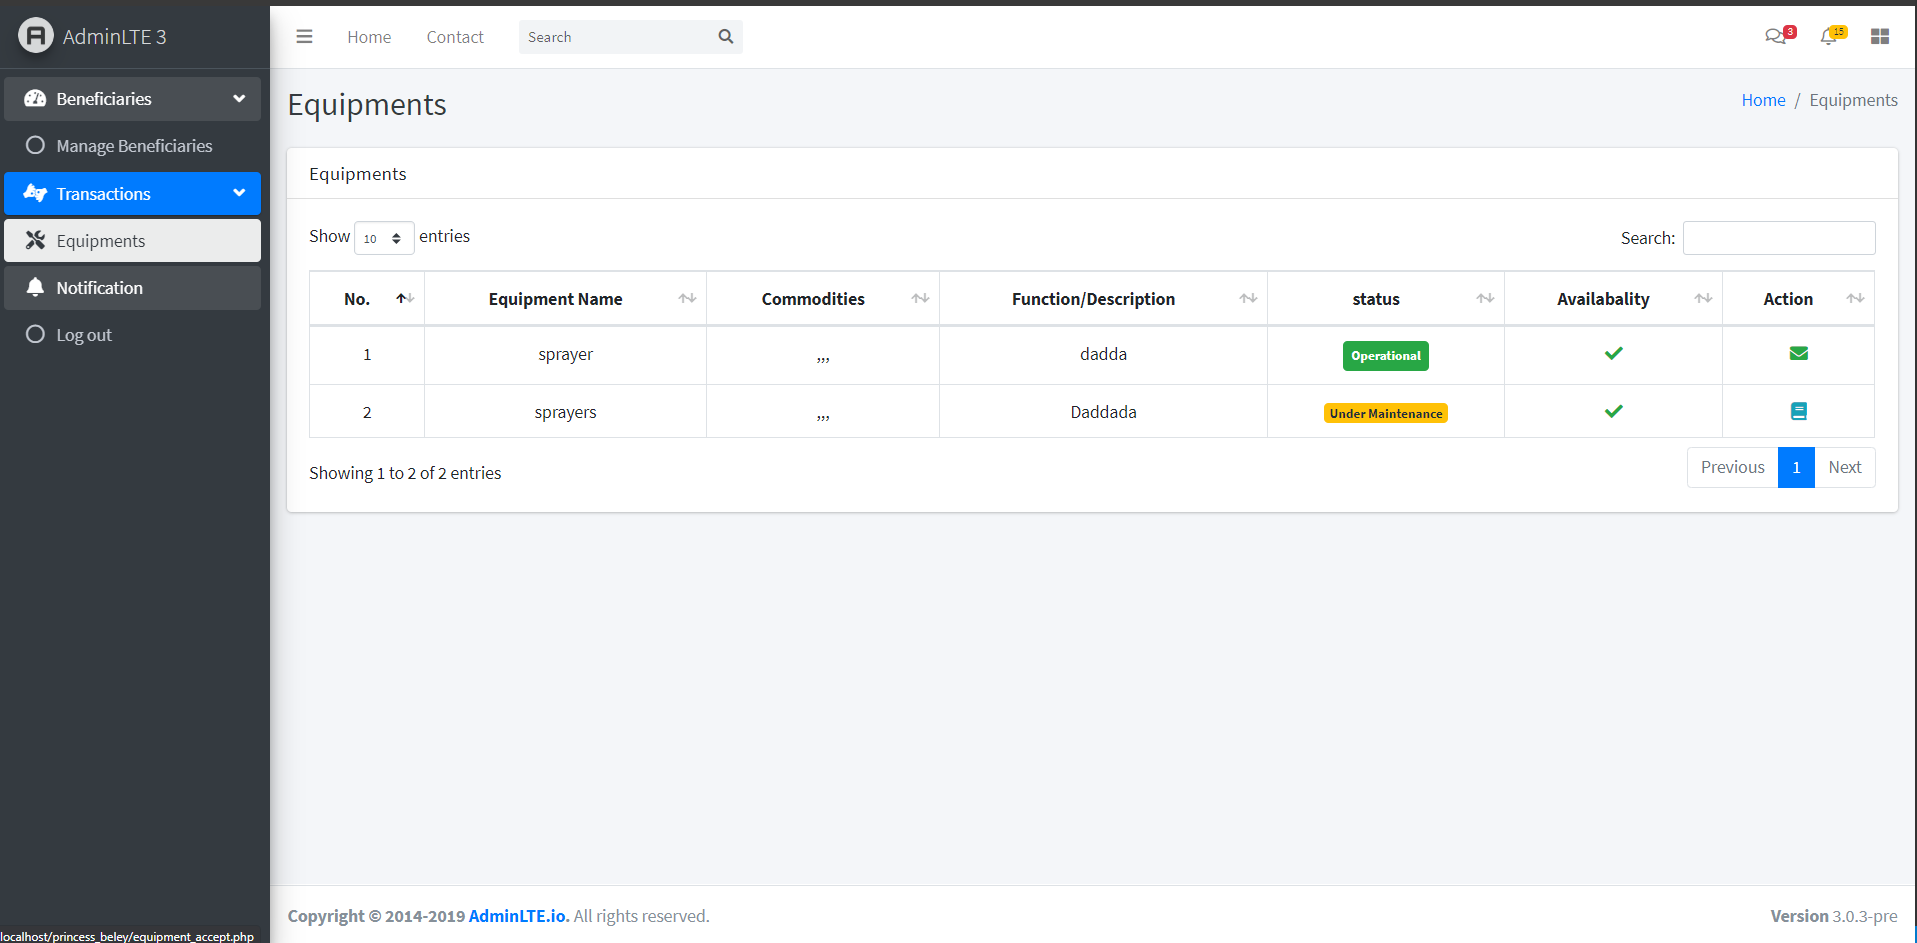 AdminLTE 3
Home Contact Search 3 15
Beneficiaries
Manage Beneficiaries
Transactions
Equipments
Notification
Log out
Equipments
Home / Equipments
Equipments
Show 10 entries Search:
No. Equipment Name Commodities Function/Description status Availabality Action
1 sprayer ,,, dadda Operational
2 sprayers ,,, Daddada Under Maintenance
Showing 1 to 2 of 2 entries Previous 1 Next
Copyright © 2014-2019 AdminLTE.io. All rights reserved. Version 3.0.3-pre
localhost/princess_beley/equipment_accept.php